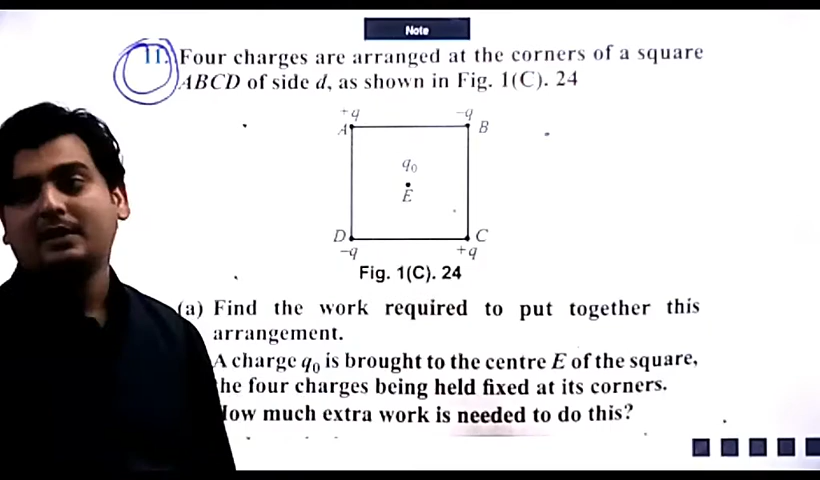 Note
11. Four charges are arranged at the corners of a square
ABCD of side d, as shown in Fig. 1(C). 24
+q
-q
A
B
q₀
E
D
C
-q
+q
Fig. 1(C). 24
(a) Find the work required to put together this
arrangement.
A charge q₀ is brought to the centre E of the square,
the four charges being held fixed at its corners.
How much extra work is needed to do this?